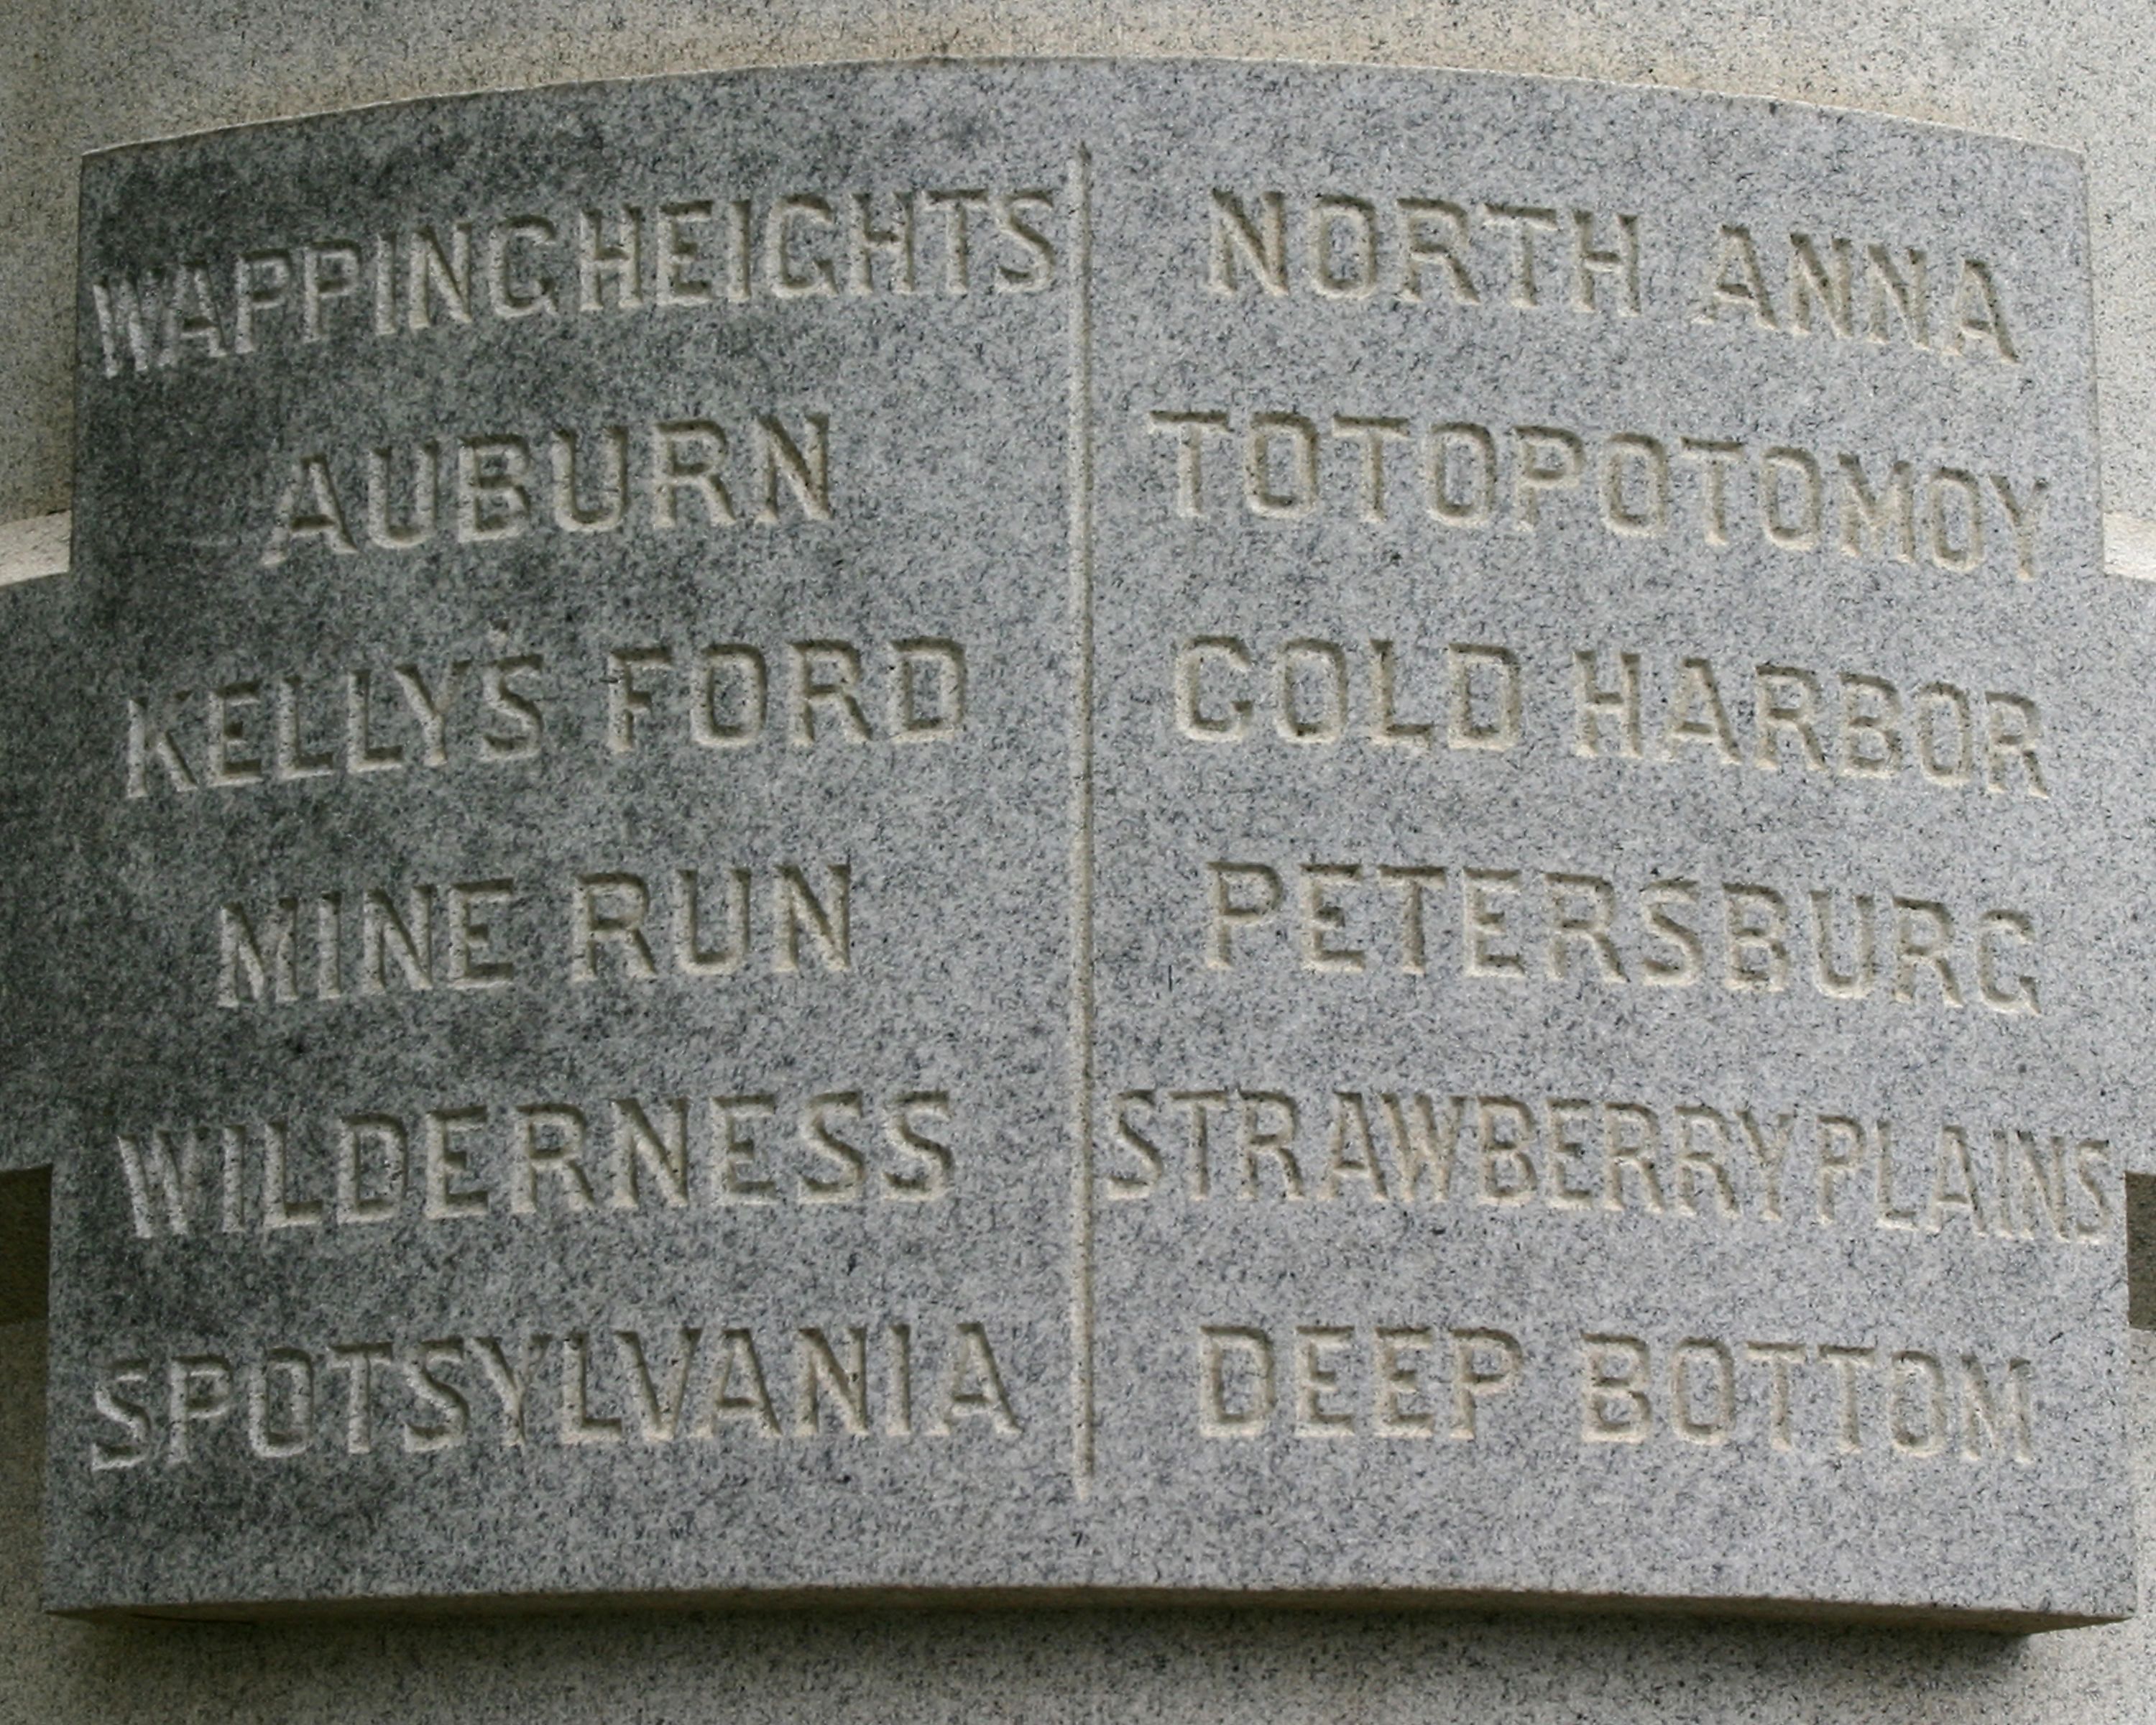 WAPPING HEIGHTS
AUBURN
KELLY'S FORD
MINE RUN
WILDERNESS
SPOTSYLVANIA
NORTH ANNA
TOTOPOTOMOY
COLD HARBOR
PETERSBURG
STRAWBERRY PLAINS
DEEP BOTTOM